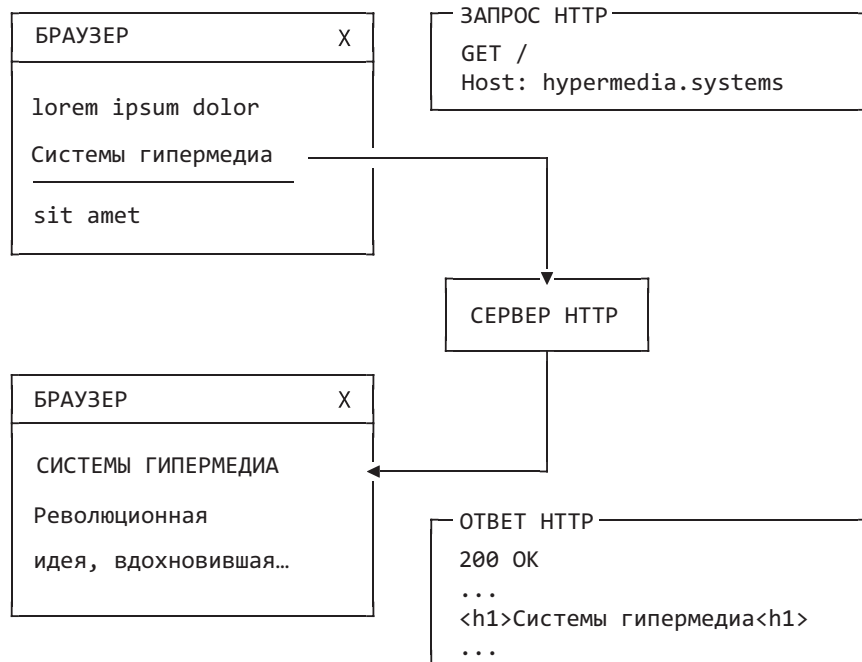 БРАУЗЕР X
lorem ipsum dolor
Системы гипермедиа
sit amet
ЗАПРОС HTTP
GET /
Host: hypermedia.systems
СЕРВЕР HTTP
БРАУЗЕР X
СИСТЕМЫ ГИПЕРМЕДИА
Революционная
идея, вдохновившая…
ОТВЕТ HTTP
200 OK
...
<h1>Системы гипермедиа<h1>
...